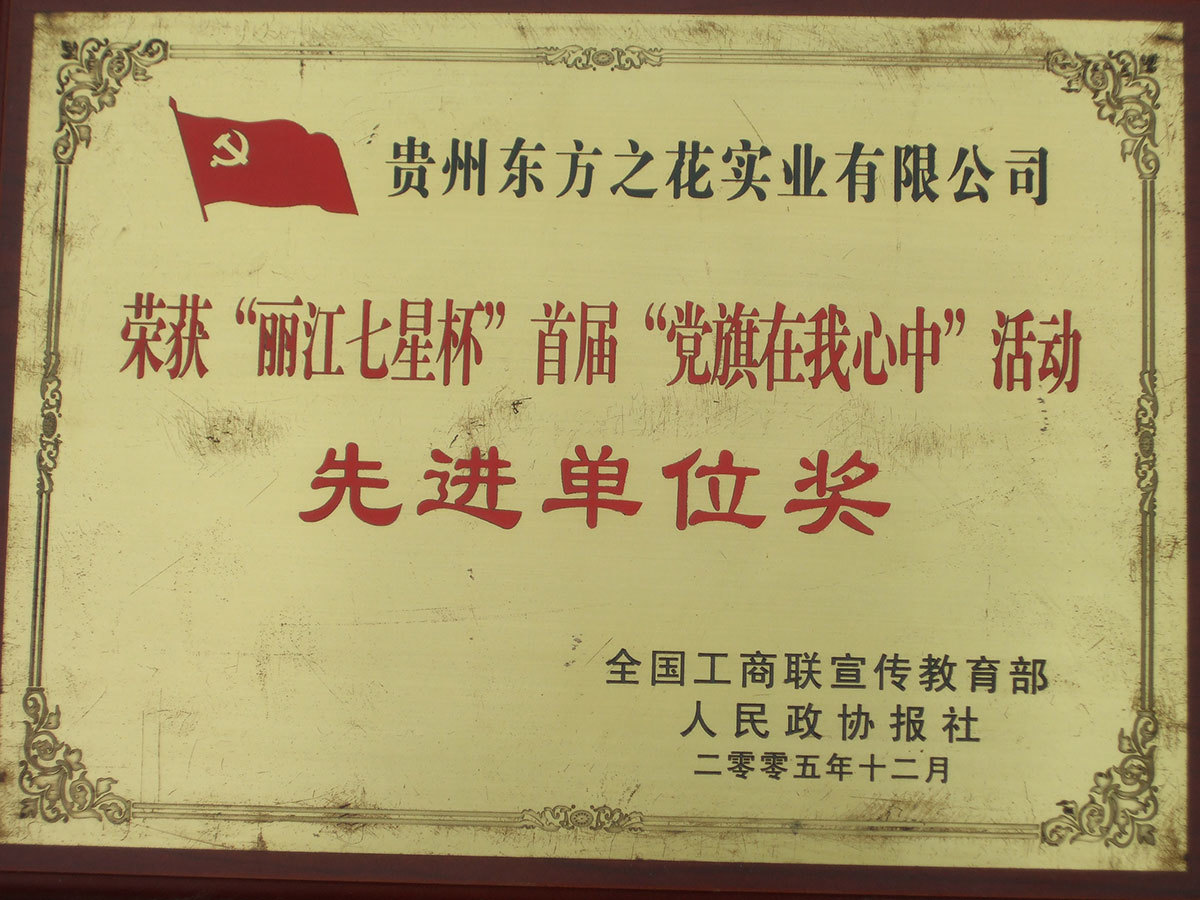 贵州东方之花实业有限公司
荣获“丽江七星杯”首届“党旗在我心中”活动
先进单位奖
全国工商联宣传教育部
人民政协报社
二零零五年十二月